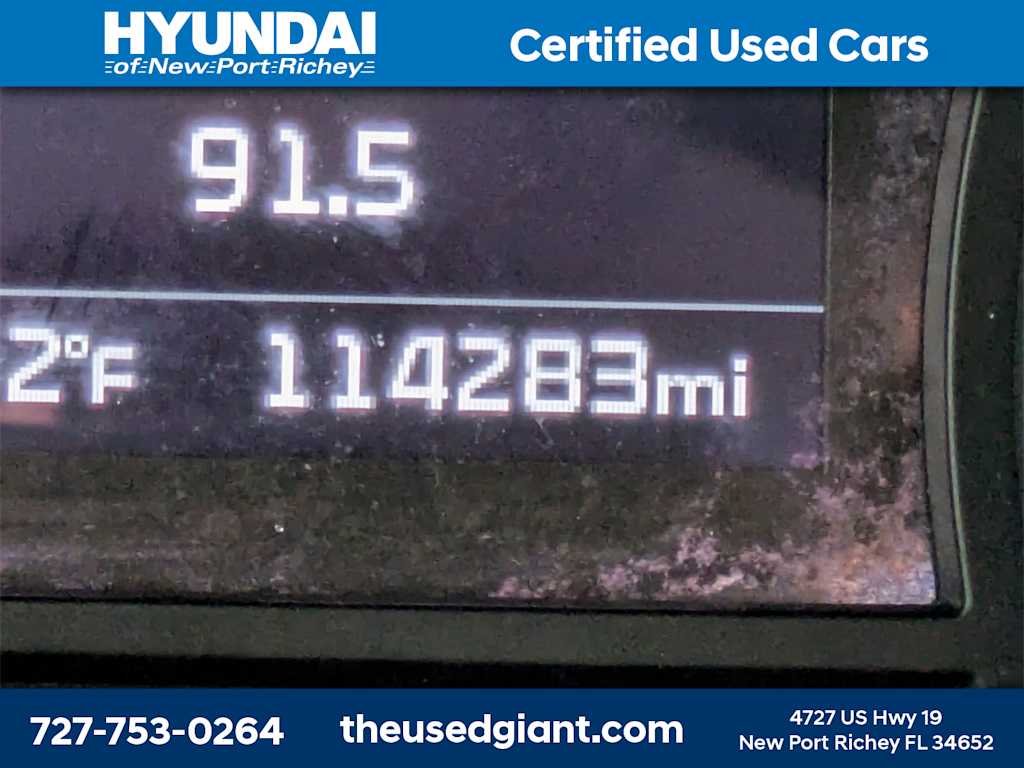 HYUNDAI
of New Port Richey
Certified Used Cars
91.5
2°F 114283mi
727-753-0264
theusedgiant.com
4727 US Hwy 19
New Port Richey FL 34652